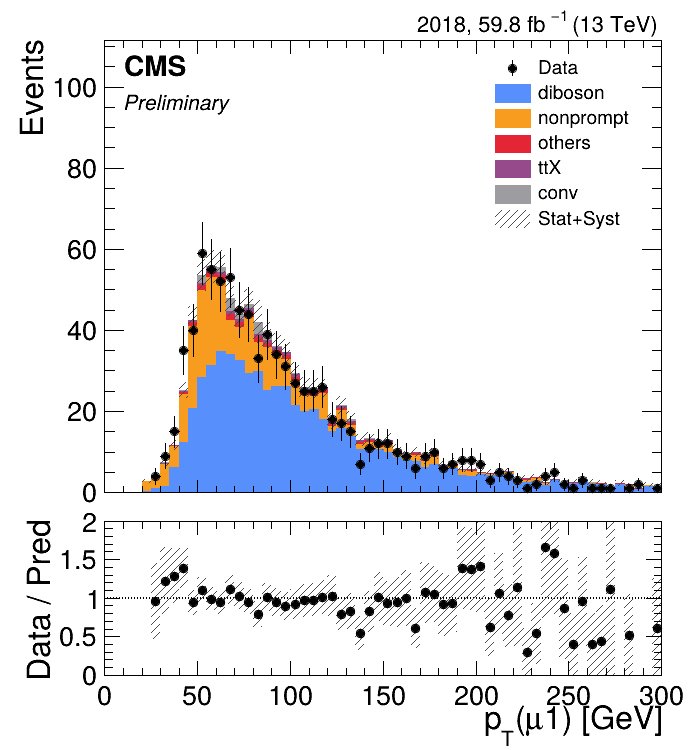 2018, 59.8 fb⁻¹ (13 TeV)
Events
CMS
Preliminary
Data
diboson
nonprompt
others
ttX
conv
Stat+Syst
100
80
60
40
20
0
Data / Pred
2
1.5
1
0.5
0
0 50 100 150 200 250 300
p_T(μ1) [GeV]